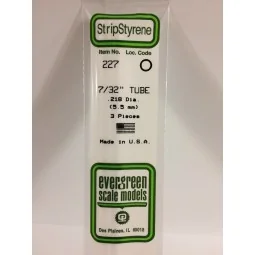 StripStyrene
Item No. Loc. Code
227
7/32" TUBE
.218 Dia.
(5.5 mm)
3 Pieces
Made in U.S.A.
evergreen
scale models
Des Plaines, IL 60018